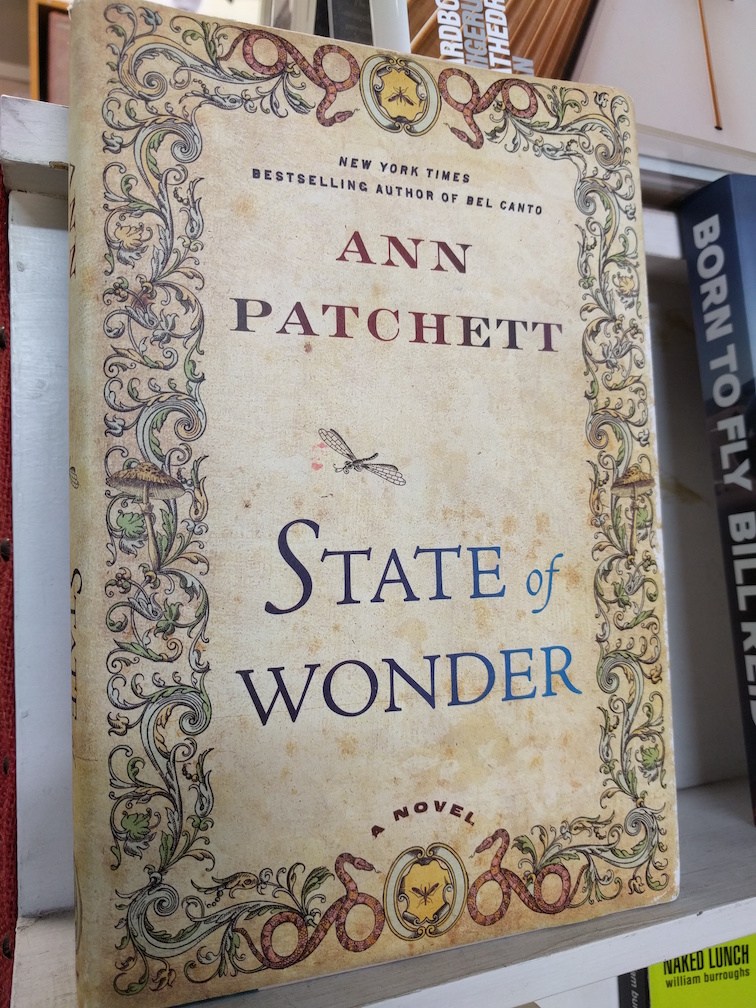 NEW YORK TIMES
BESTSELLING AUTHOR OF BEL CANTO
ANN
PATCHETT
STATE of
WONDER
A NOVEL
STATE
BORN TO FLY BILL
NAKED LUNCH
william burroughs